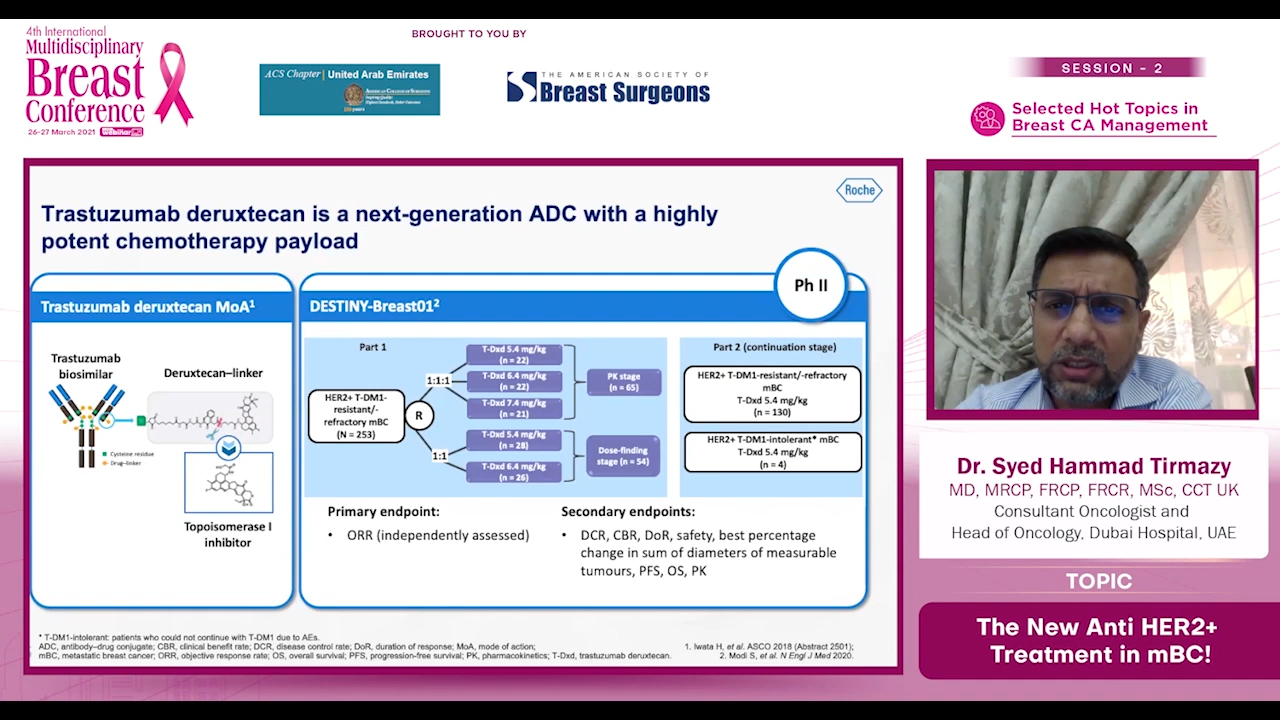 4th International
Multidisciplinary
Breast
Conference
26-27 March 2021 webinar
BROUGHT TO YOU BY
ACS Chapter | United Arab Emirates
AMERICAN COLLEGE OF SURGEONS
THE AMERICAN SOCIETY OF
Breast Surgeons
SESSION - 2
Selected Hot Topics in
Breast CA Management
Roche
Trastuzumab deruxtecan is a next-generation ADC with a highly
potent chemotherapy payload
Trastuzumab deruxtecan MoA1
Trastuzumab
biosimilar
Deruxtecan–linker
Cysteine residue
Drug–linker
Topoisomerase I
inhibitor
Ph II
DESTINY-Breast012
Part 1
HER2+ T-DM1-
resistant/-
refractory mBC
(N = 253)
R
1:1:1
1:1
T-Dxd 5.4 mg/kg
(n = 22)
T-Dxd 6.4 mg/kg
(n = 22)
T-Dxd 7.4 mg/kg
(n = 21)
T-Dxd 5.4 mg/kg
(n = 28)
T-Dxd 6.4 mg/kg
(n = 26)
PK stage
(n = 65)
Dose-finding
stage (n = 54)
Part 2 (continuation stage)
HER2+ T-DM1-resistant/-refractory
mBC
T-Dxd 5.4 mg/kg
(n = 130)
HER2+ T-DM1-intolerant* mBC
T-Dxd 5.4 mg/kg
(n = 4)
Primary endpoint:
• ORR (independently assessed)
Secondary endpoints:
• DCR, CBR, DoR, safety, best percentage
change in sum of diameters of measurable
tumours, PFS, OS, PK
* T-DM1-intolerant: patients who could not continue with T-DM1 due to AEs.
ADC, antibody–drug conjugate; CBR, clinical benefit rate; DCR, disease control rate; DoR, duration of response; MoA, mode of action;
mBC, metastatic breast cancer; ORR, objective response rate; OS, overall survival; PFS, progression-free survival; PK, pharmacokinetics; T-Dxd, trastuzumab deruxtecan.
1. Iwata H, et al. ASCO 2018 (Abstract 2501);
2. Modi S, et al. N Engl J Med 2020.
Dr. Syed Hammad Tirmazy
MD, MRCP, FRCP, FRCR, MSc, CCT UK
Consultant Oncologist and
Head of Oncology, Dubai Hospital, UAE
TOPIC
The New Anti HER2+
Treatment in mBC!